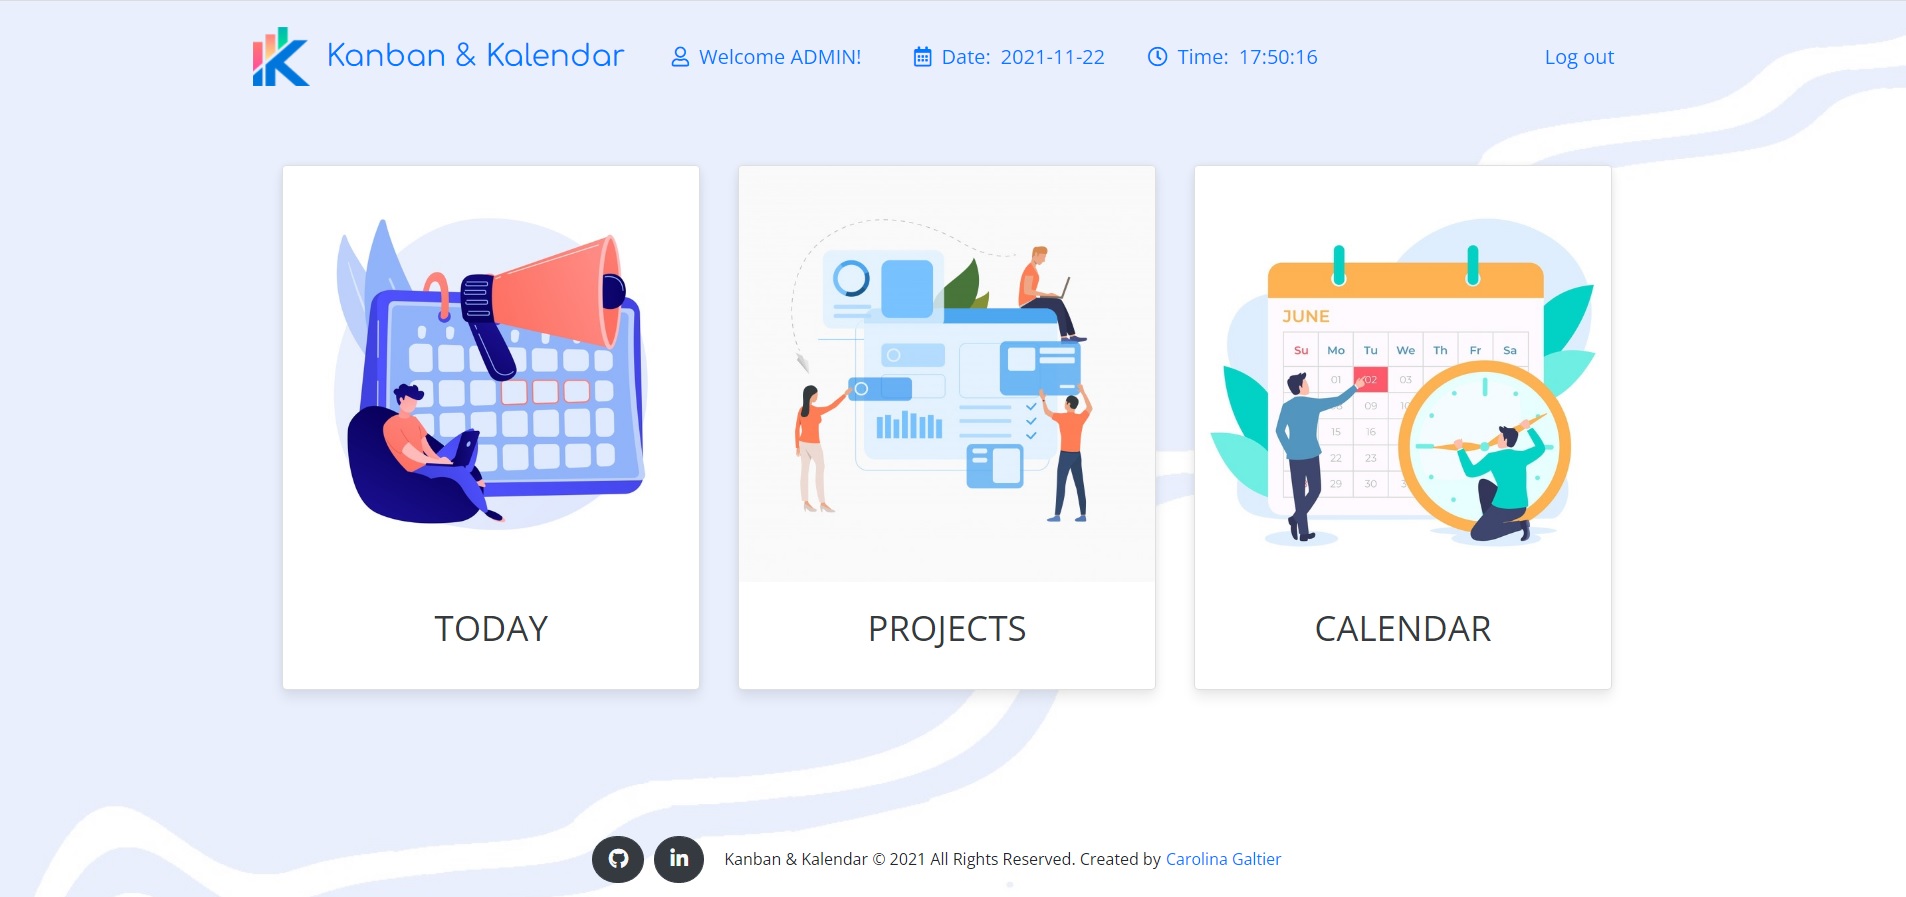 Kanban & Kalendar
Welcome ADMIN!
Date: 2021-11-22
Time: 17:50:16
Log out
JUNE
Su Mo Tu We Th Fr Sa
01 02 03
09 10
15 16
22 23
29 30
TODAY
PROJECTS
CALENDAR
in
Kanban & Kalendar © 2021 All Rights Reserved. Created by Carolina Galtier